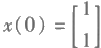 x(0) = [1
1]